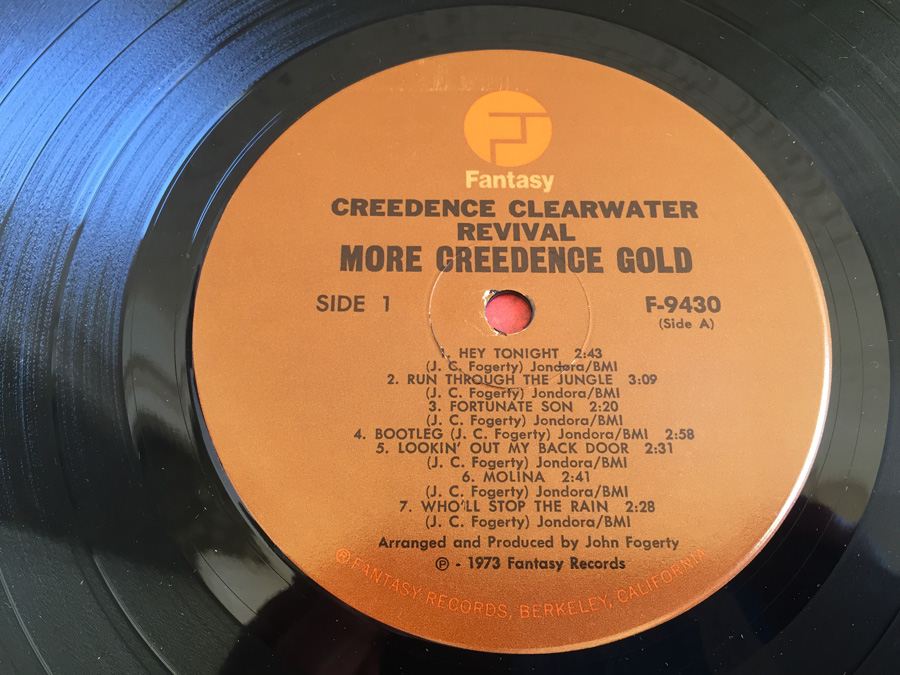 Fantasy
CREEDENCE CLEARWATER
REVIVAL
MORE CREEDENCE GOLD
SIDE 1
F-9430
(Side A)
1. HEY TONIGHT 2:43
(J. C. Fogerty) Jondora/BMI
2. RUN THROUGH THE JUNGLE 3:09
(J. C. Fogerty) Jondora/BMI
3. FORTUNATE SON 2:20
(J. C. Fogerty) Jondora/BMI
4. BOOTLEG (J. C. Fogerty) Jondora/BMI 2:58
5. LOOKIN' OUT MY BACK DOOR 2:31
(J. C. Fogerty) Jondora/BMI
6. MOLINA 2:41
(J. C. Fogerty) Jondora/BMI
7. WHO'LL STOP THE RAIN 2:28
(J. C. Fogerty) Jondora/BMI
Arranged and Produced by John Fogerty
℗ - 1973 Fantasy Records
® FANTASY RECORDS, BERKELEY, CALIFORNIA